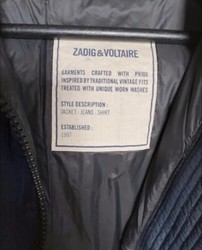 ZADIG & VOLTAIRE
GARMENTS CRAFTED WITH PRIDE
INSPIRED BY TRADITIONAL VINTAGE FITS
TREATED WITH UNIQUE WORN WASHES
STYLE DESCRIPTION :
JACKET - JEANS - SHIRT
ESTABLISHED :
1997